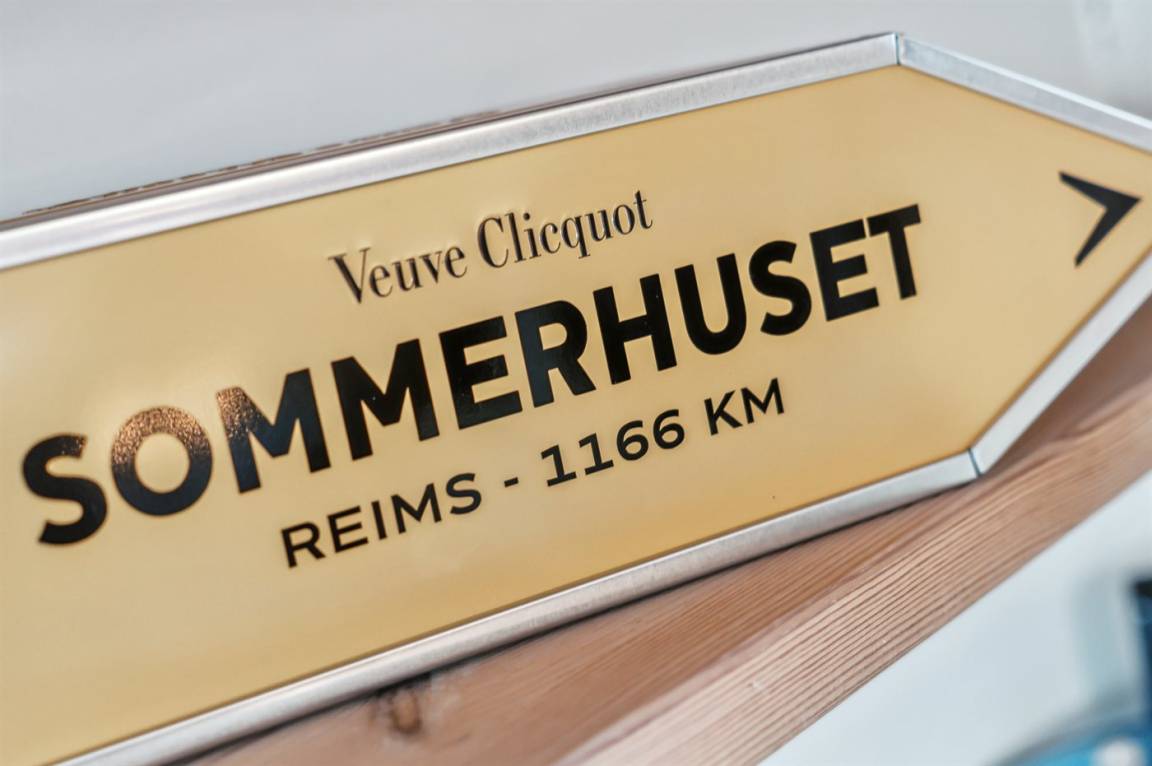 Veuve Clicquot
SOMMERHUSET
REIMS - 1166 KM